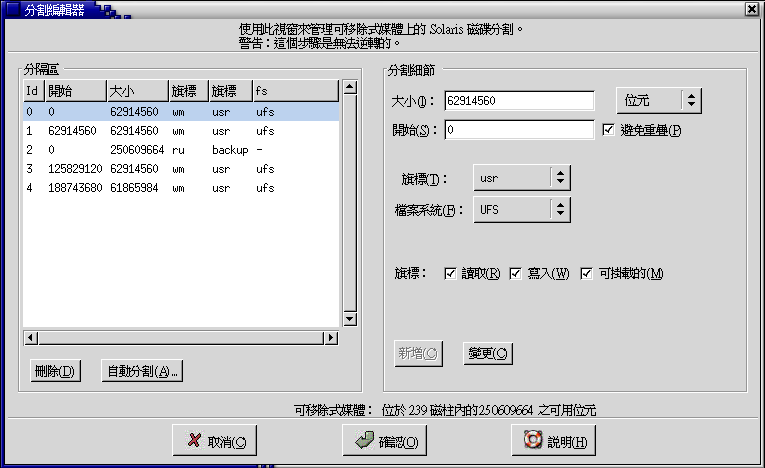 分割編輯器
使用此視窗來管理可移除式媒體上的 Solaris 磁碟分割。
警告：這個步驟是無法逆轉的。
分隔區
Id 開始 大小 旗標 旗標 fs
0 0 62914560 wm usr ufs
1 62914560 62914560 wm usr ufs
2 0 250609664 ru backup -
3 125829120 62914560 wm usr ufs
4 188743680 61865984 wm usr ufs
刪除(D)
自動分割(A)...
分割細節
大小(I)： 62914560 位元
開始(S)： 0 避免重疊(P)
旗標(T)： usr
檔案系統(F)： UFS
旗標： 讀取(R) 寫入(W) 可掛載的(M)
新增(C) 變更(C)
可移除式媒體： 位於 239 磁柱內的250609664 之可用位元
取消(C) 確認(O) 說明(H)